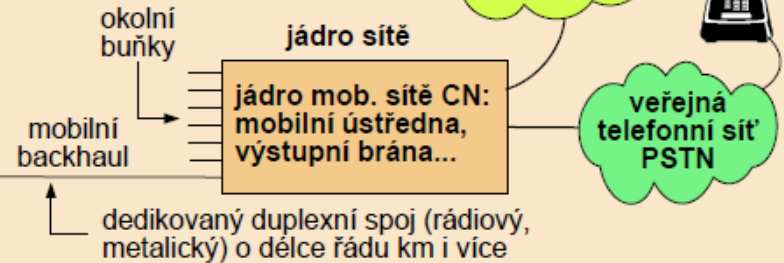 okolní
buňky
jádro sítě
jádro mob. sítě CN:
mobilní ústředna,
výstupní brána...
mobilní
backhaul
veřejná
telefonní síť
PSTN
dedikovaný duplexní spoj (rádiový,
metalický) o délce řádu km i více